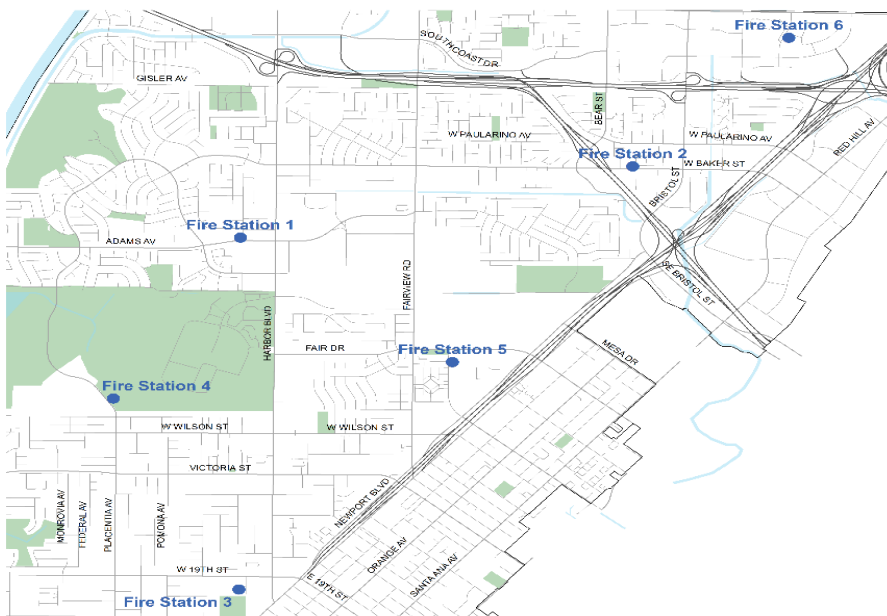 Fire Station 6
SOUTHCOAST DR
GISLER AV
BEAR ST
W PAULARINO AV
W PAULARINO AV
RED HILL AV
Fire Station 2
W BAKER ST
BRISTOL ST
Fire Station 1
ADAMS AV
FAIRVIEW RD
SE BRISTOL ST
HARBOR BLVD
FAIR DR
Fire Station 5
MESA DR
Fire Station 4
W WILSON ST
W WILSON ST
VICTORIA ST
MONROVIA AV
FEDERAL AV
PLACENTIA AV
POMONA AV
NEWPORT BLVD
ORANGE AV
SANTA ANA AV
W 19TH ST
E 19TH ST
Fire Station 3